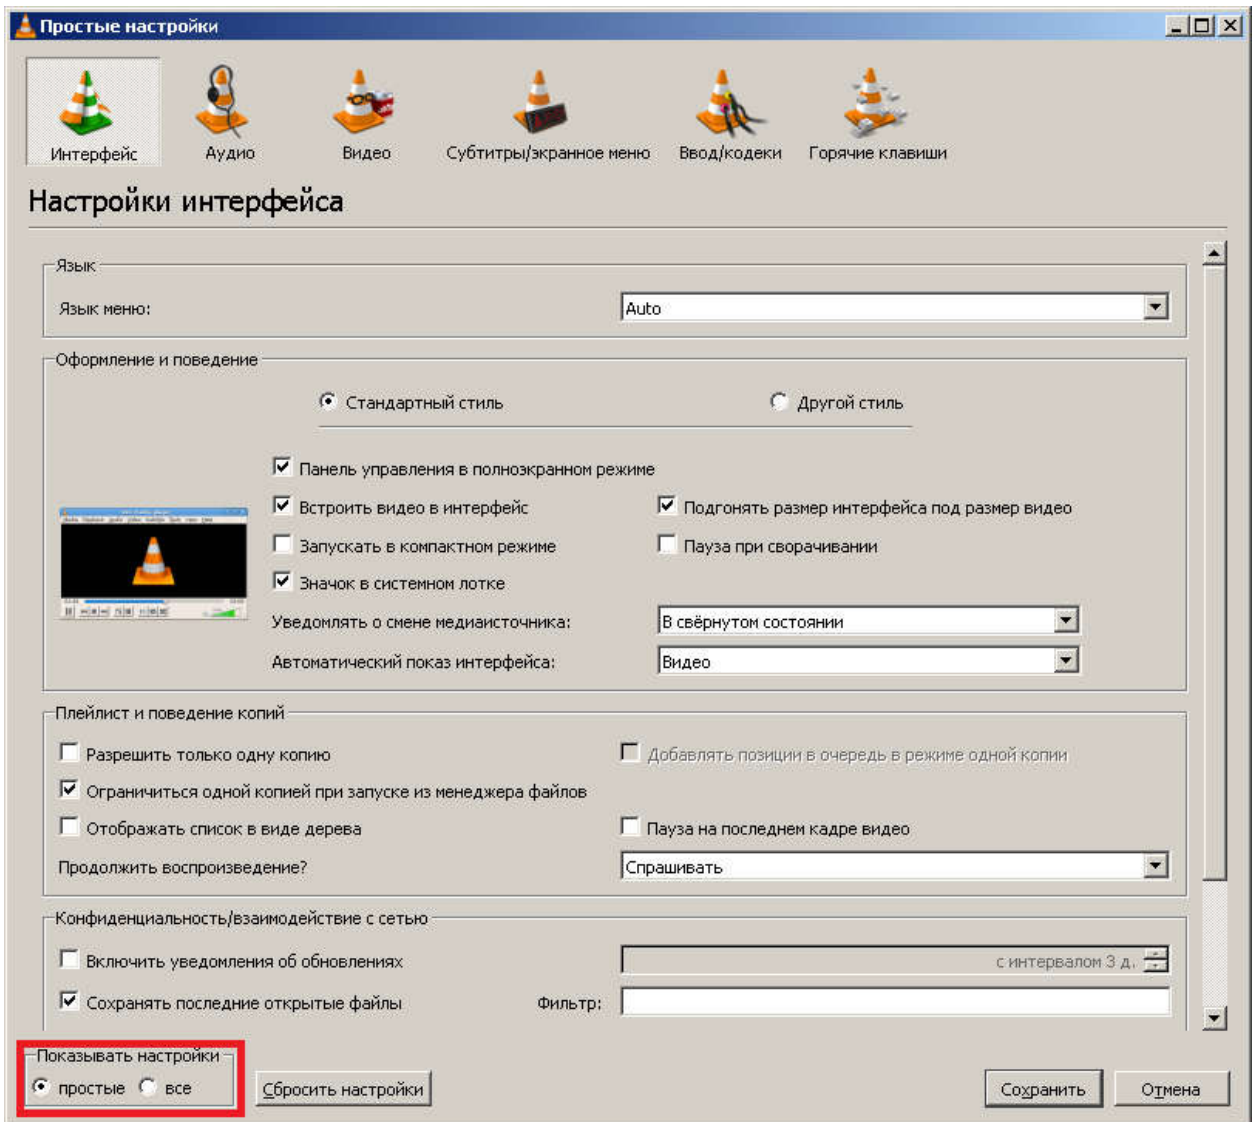 Простые настройки
Интерфейс Аудио Видео Субтитры/экранное меню Ввод/кодеки Горячие клавиши
Настройки интерфейса
Язык
Язык меню: Auto
Оформление и поведение
Стандартный стиль Другой стиль
Панель управления в полноэкранном режиме
Встроить видео в интерфейс Подгонять размер интерфейса под размер видео
Запускать в компактном режиме Пауза при сворачивании
Значок в системном лотке
Уведомлять о смене медиаисточника: В свёрнутом состоянии
Автоматический показ интерфейса: Видео
Плейлист и поведение копий
Разрешить только одну копию Добавлять позиции в очередь в режиме одной копии
Ограничиться одной копией при запуске из менеджера файлов
Отображать список в виде дерева Пауза на последнем кадре видео
Продолжить воспроизведение? Спрашивать
Конфиденциальность/взаимодействие с сетью
Включить уведомления об обновлениях с интервалом 3 д.
Сохранять последние открытые файлы Фильтр:
Показывать настройки
простые все Сбросить настройки Сохранить Отмена